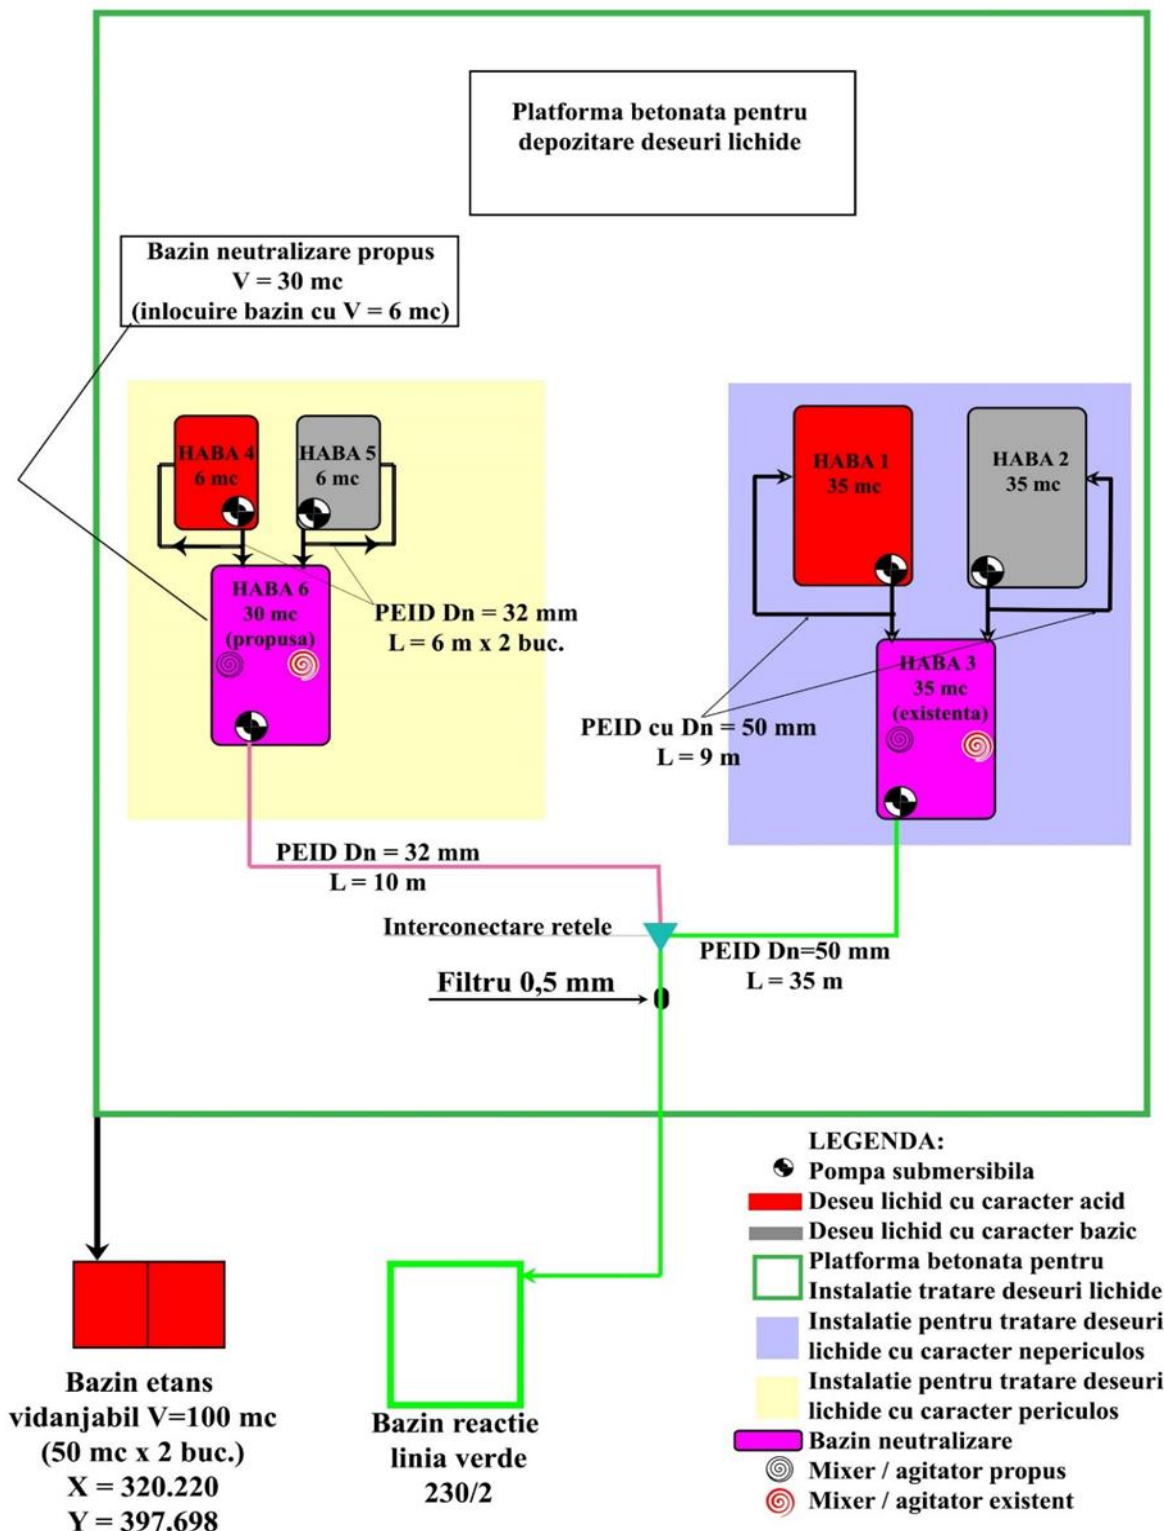 Platforma betonata pentru
depozitare deseuri lichide
Bazin neutralizare propus
V = 30 mc
(inlocuire bazin cu V = 6 mc)
HABA 4
6 mc
HABA 5
6 mc
HABA 1
35 mc
HABA 2
35 mc
HABA 6
30 mc
(propusa)
PEID Dn = 32 mm
L = 6 m x 2 buc.
HABA 3
35 mc
(existenta)
PEID cu Dn = 50 mm
L = 9 m
PEID Dn = 32 mm
L = 10 m
Interconectare retele
PEID Dn=50 mm
L = 35 m
Filtru 0,5 mm
LEGENDA:
Pompa submersibila
Deseu lichid cu caracter acid
Deseu lichid cu caracter bazic
Platforma betonata pentru
Instalatie tratare deseuri lichide
Instalatie pentru tratare deseuri
lichide cu caracter nepericulos
Instalatie pentru tratare deseuri
lichide cu caracter periculos
Bazin neutralizare
Mixer / agitator propus
Mixer / agitator existent
Bazin etans
vidanjabil V=100 mc
(50 mc x 2 buc.)
X = 320.220
Y = 397.698
Bazin reactie
linia verde
230/2